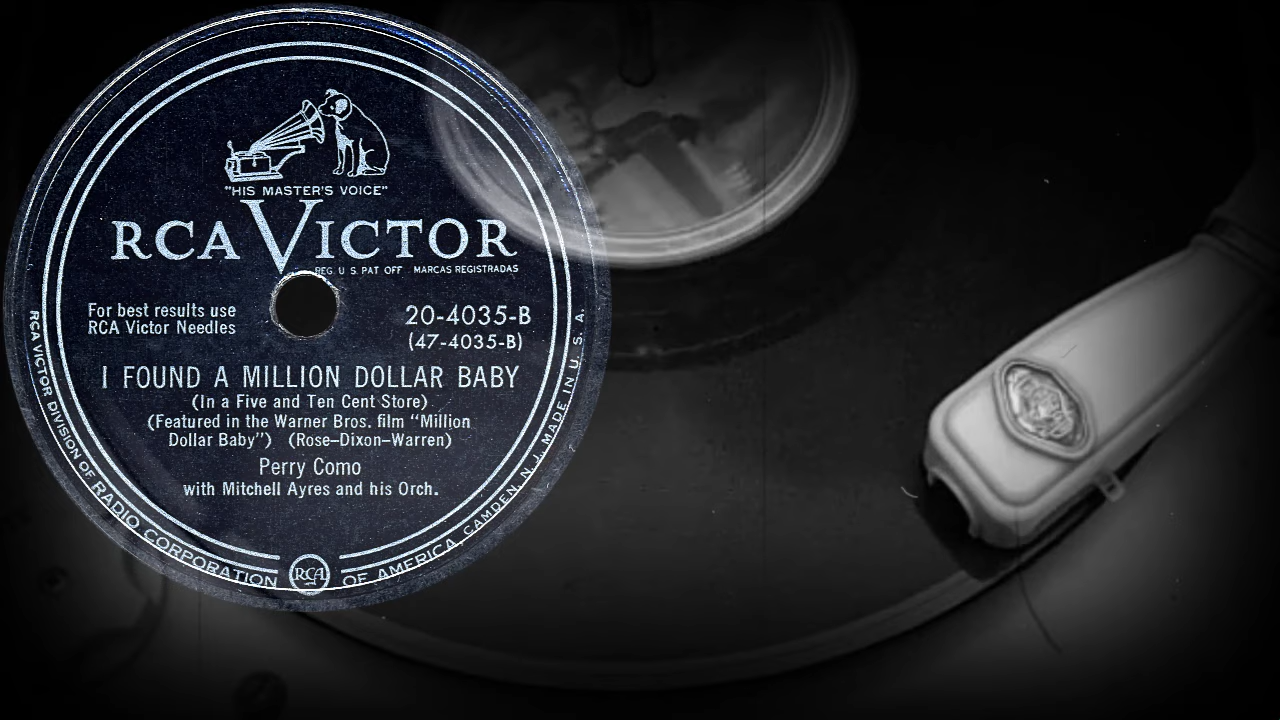 "HIS MASTER'S VOICE"
RCA VICTOR
REG. U. S. PAT OFF   MARCAS REGISTRADAS
For best results use
RCA Victor Needles
20-4035-B
(47-4035-B)
I FOUND A MILLION DOLLAR BABY
(In a Five and Ten Cent Store)
(Featured in the Warner Bros. film "Million
Dollar Baby") (Rose–Dixon–Warren)
Perry Como
with Mitchell Ayres and his Orch.
RCA VICTOR DIVISION OF RADIO CORPORATION OF AMERICA, CAMDEN, N. J. MADE IN U. S. A.
RCA